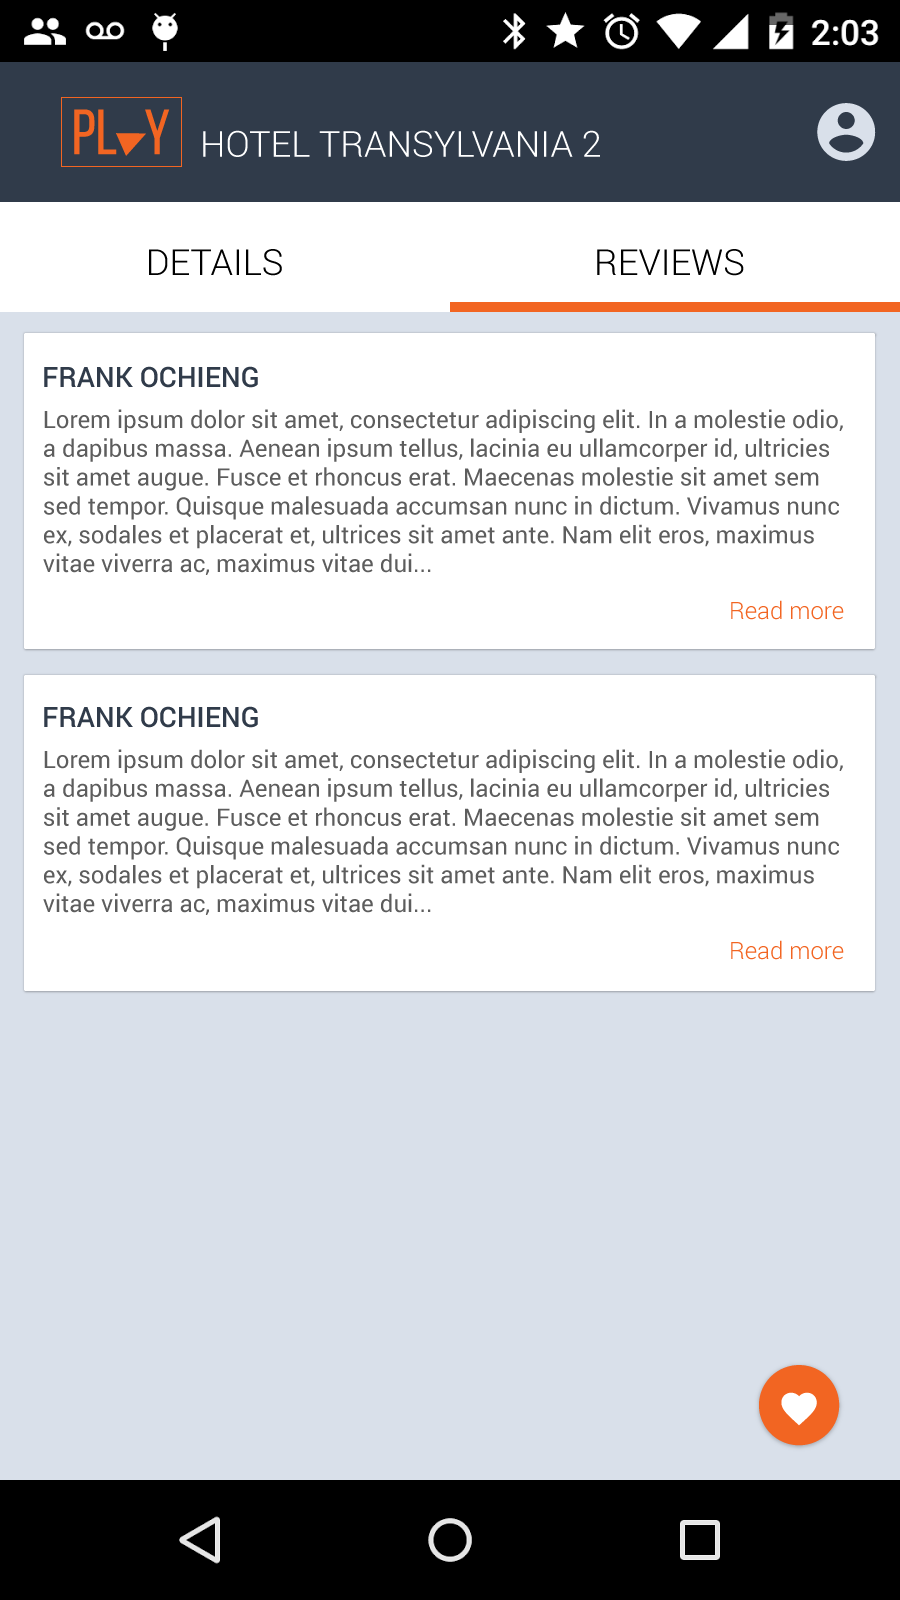 2:03
PLAY HOTEL TRANSYLVANIA 2
DETAILS REVIEWS
FRANK OCHIENG
Lorem ipsum dolor sit amet, consectetur adipiscing elit. In a molestie odio,
a dapibus massa. Aenean ipsum tellus, lacinia eu ullamcorper id, ultricies
sit amet augue. Fusce et rhoncus erat. Maecenas molestie sit amet sem
sed tempor. Quisque malesuada accumsan nunc in dictum. Vivamus nunc
ex, sodales et placerat et, ultrices sit amet ante. Nam elit eros, maximus
vitae viverra ac, maximus vitae dui...
Read more
FRANK OCHIENG
Lorem ipsum dolor sit amet, consectetur adipiscing elit. In a molestie odio,
a dapibus massa. Aenean ipsum tellus, lacinia eu ullamcorper id, ultricies
sit amet augue. Fusce et rhoncus erat. Maecenas molestie sit amet sem
sed tempor. Quisque malesuada accumsan nunc in dictum. Vivamus nunc
ex, sodales et placerat et, ultrices sit amet ante. Nam elit eros, maximus
vitae viverra ac, maximus vitae dui...
Read more